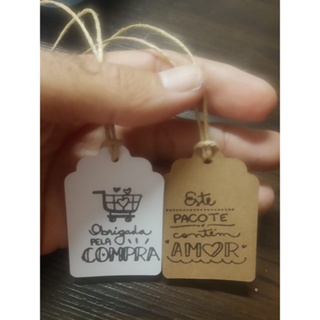 Obrigada
PELA
COMPRA
Este
PACOTE
contém
AMOR